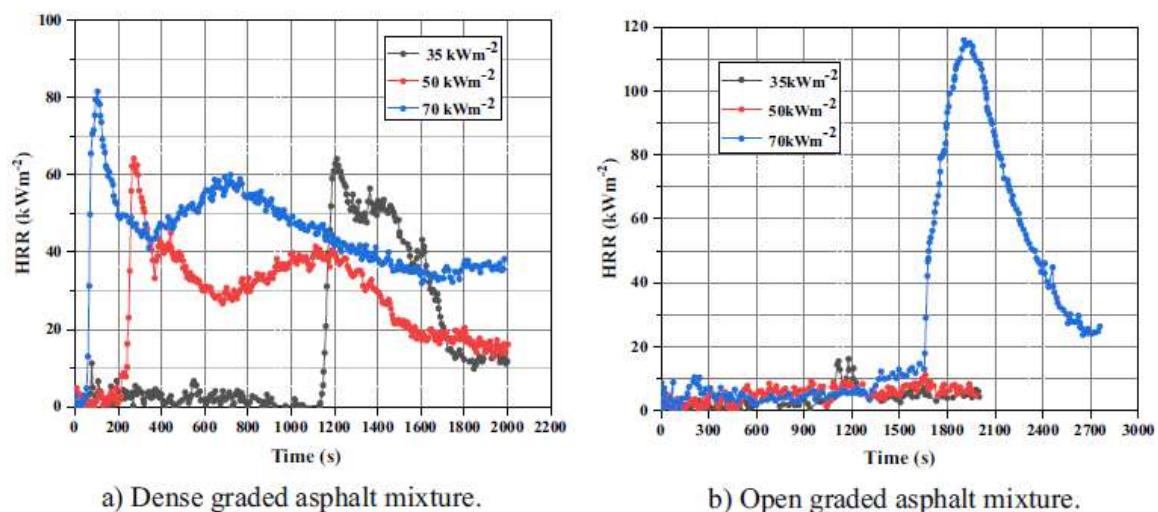 100
80
60
40
20
0
HRR (kWm-2)
35 kWm-2
50 kWm-2
70 kWm-2
0 200 400 600 800 1000 1200 1400 1600 1800 2000 2200
Time (s)
a) Dense graded asphalt mixture.
120
100
80
60
40
20
0
HRR (kWm-2)
35kWm-2
50kWm-2
70kWm-2
0 300 600 900 1200 1500 1800 2100 2400 2700 3000
Time (s)
b) Open graded asphalt mixture.